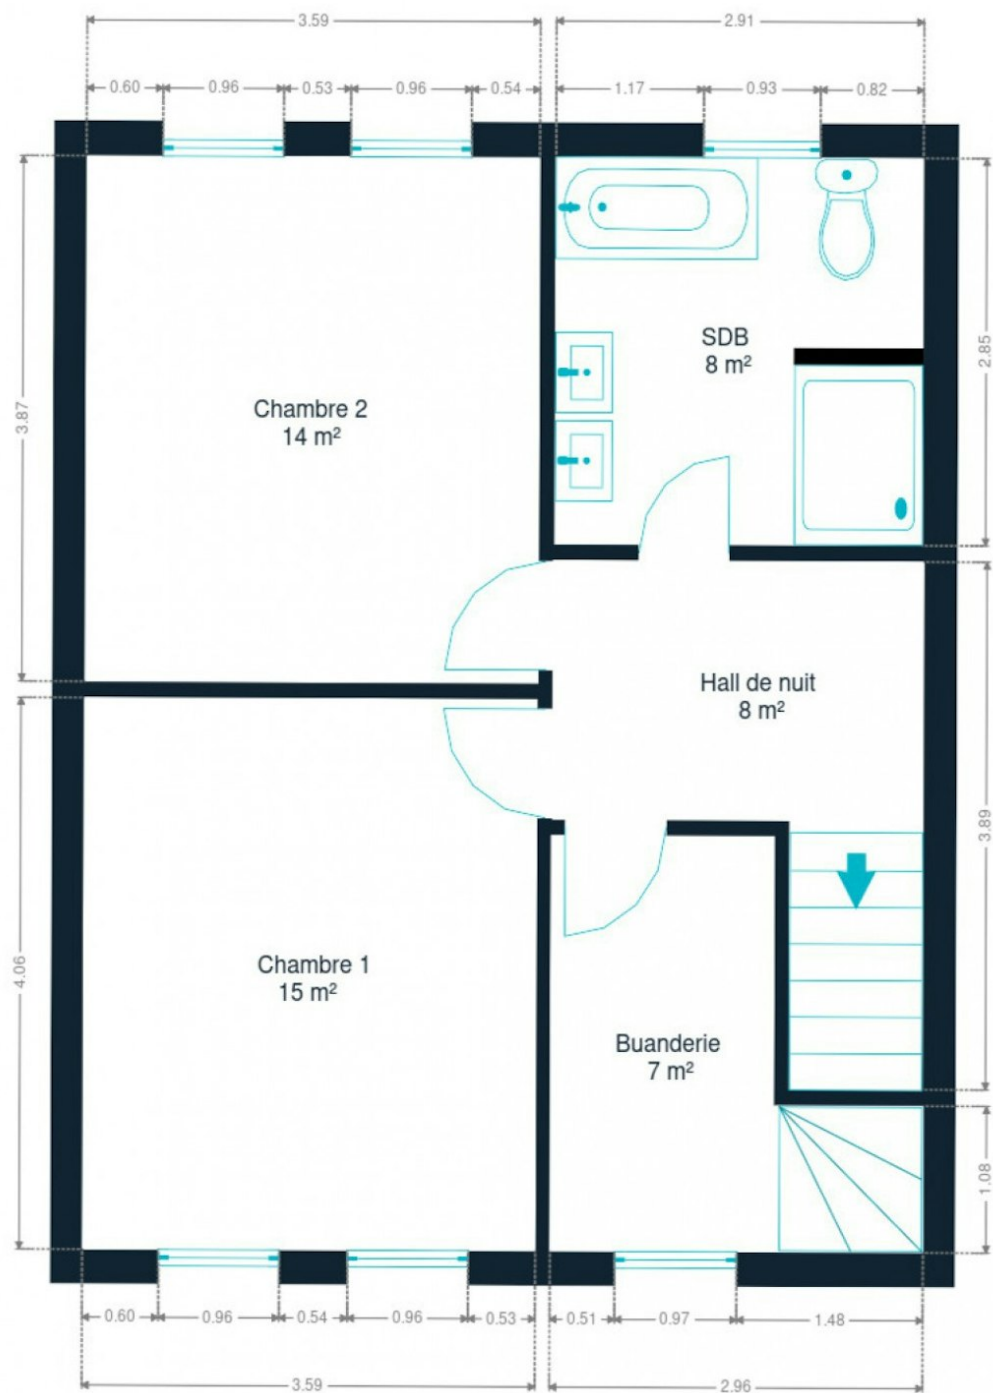 3.59
2.91
0.60
0.96
0.53
0.96
0.54
1.17
0.93
0.82
3.87
2.85
SDB
8 m²
Chambre 2
14 m²
Hall de nuit
8 m²
3.89
4.06
Chambre 1
15 m²
Buanderie
7 m²
1.08
0.60
0.96
0.54
0.96
0.53
0.51
0.97
1.48
3.59
2.96